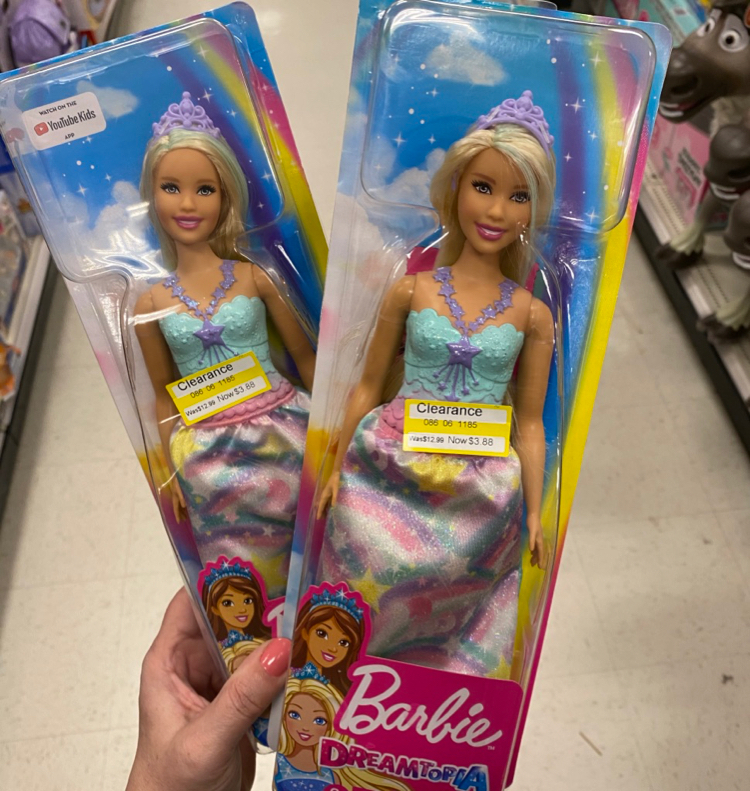 WATCH ON THE
YouTube Kids
APP
Clearance
086 06 1185
Was$12.99 Now$3.88
Clearance
086 06 1185
Was$12.99 Now$3.88
Barbie
DREAMTOPIA